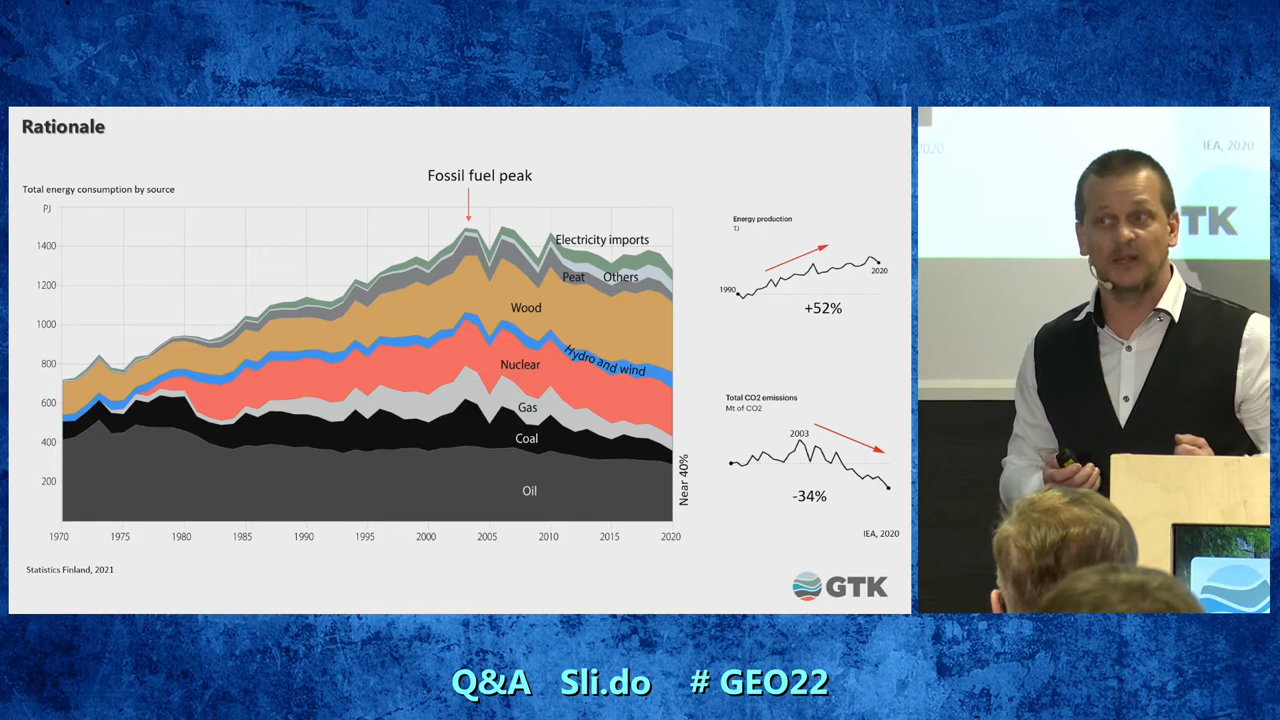 Rationale
Fossil fuel peak
Total energy consumption by source
PJ
1400
1200
1000
800
600
400
200
Electricity imports
Peat
Others
Wood
Hydro and wind
Nuclear
Gas
Coal
Oil
Near 40%
1970
1975
1980
1985
1990
1995
2000
2005
2010
2015
2020
Statistics Finland, 2021
Energy production
TJ
1990
2020
+52%
Total CO2 emissions
Mt of CO2
2003
-34%
IEA, 2020
GTK
2020
IEA, 2020
TK
Q&A Sli.do # GEO22